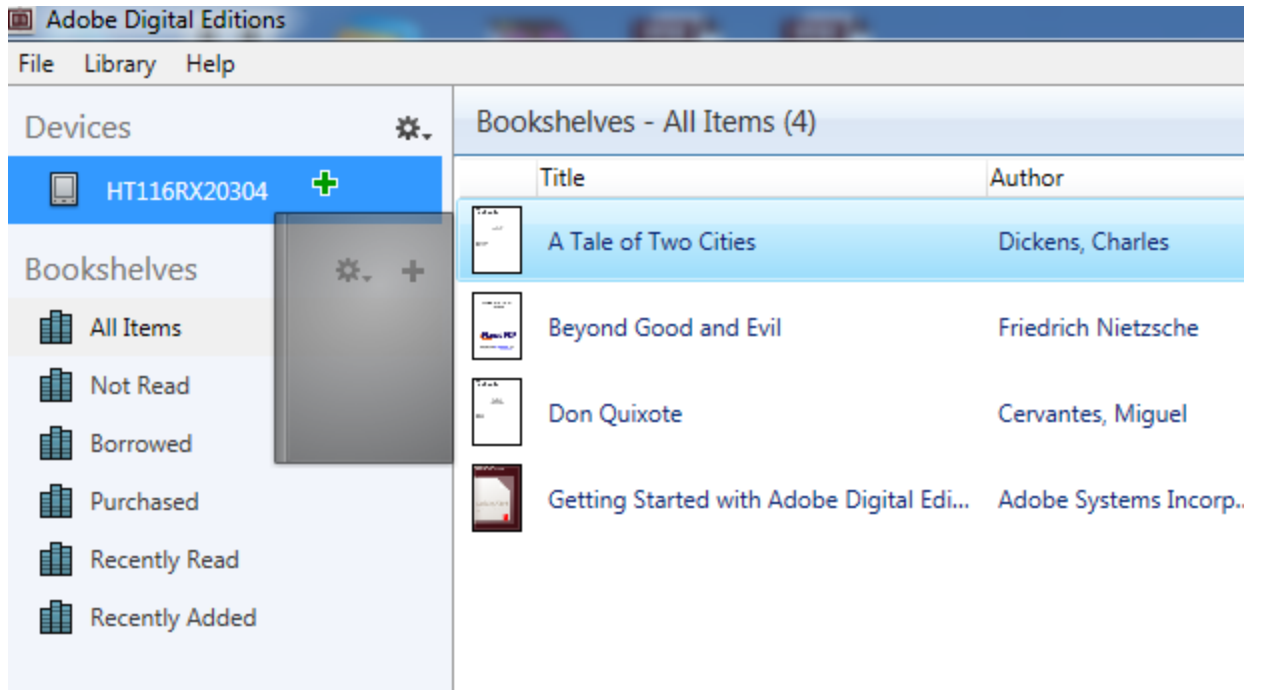 Adobe Digital Editions
File Library Help
Devices
HT116RX20304
Bookshelves
All Items
Not Read
Borrowed
Purchased
Recently Read
Recently Added
Bookshelves - All Items (4)
Title Author
A Tale of Two Cities Dickens, Charles
Beyond Good and Evil Friedrich Nietzsche
Don Quixote Cervantes, Miguel
Getting Started with Adobe Digital Edi... Adobe Systems Incorp..